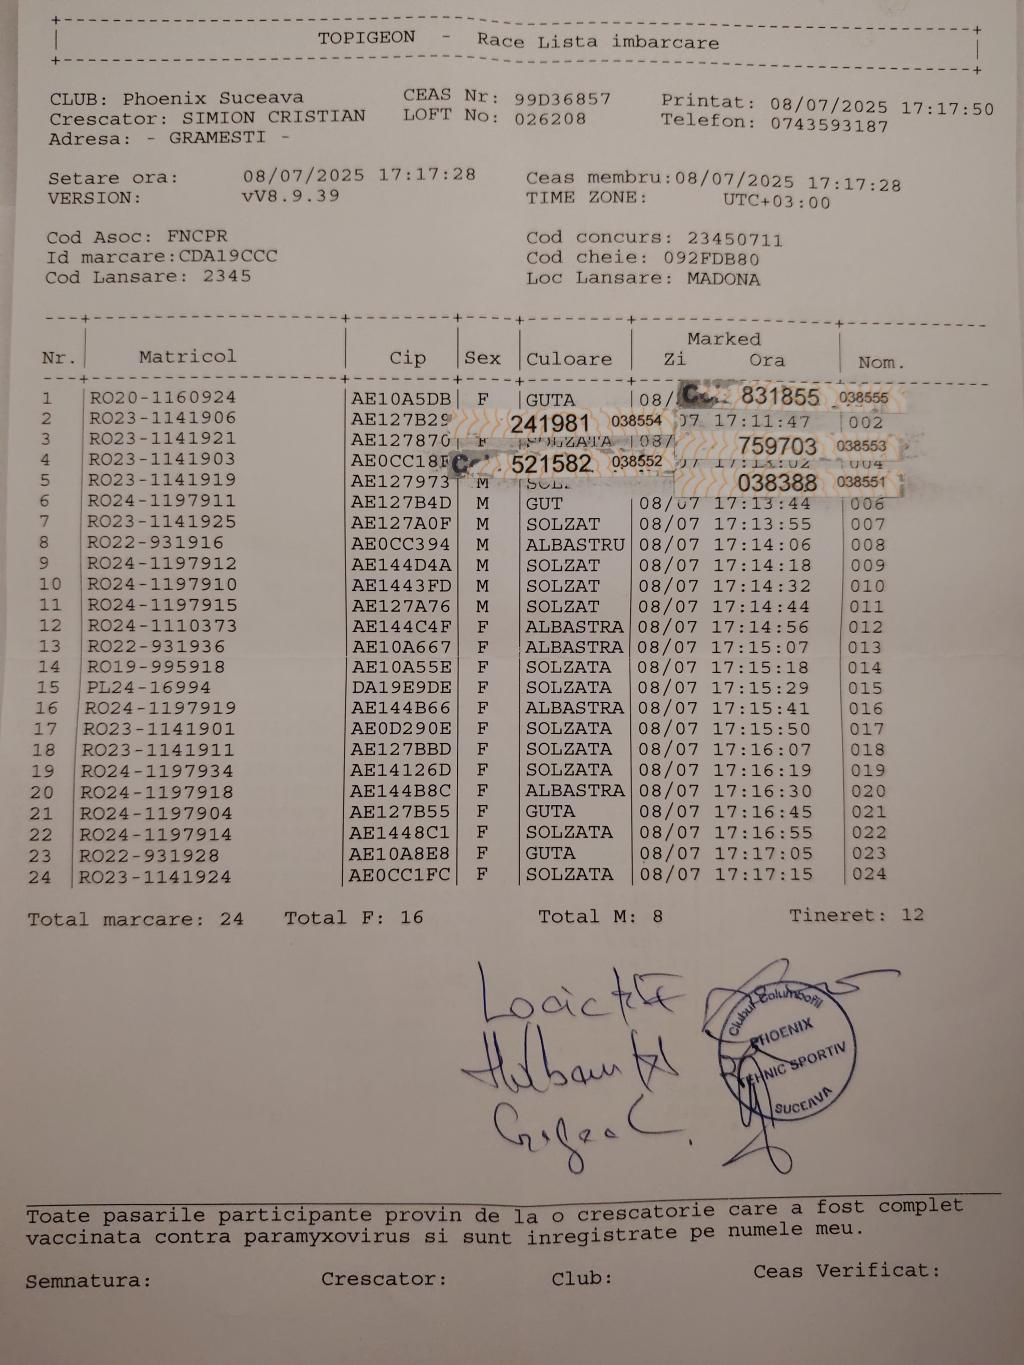 TOPIGEON - Race Lista imbarcare
CLUB: Phoenix Suceava CEAS Nr: 99D36857 Printat: 08/07/2025 17:17:50
Crescator: SIMION CRISTIAN LOFT No: 026208 Telefon: 0743593187
Adresa: - GRAMESTI -
Setare ora: 08/07/2025 17:17:28 Ceas membru:08/07/2025 17:17:28
VERSION: vV8.9.39 TIME ZONE: UTC+03:00
Cod Asoc: FNCPR Cod concurs: 23450711
Id marcare:CDA19CCC Cod cheie: 092FDB80
Cod Lansare: 2345 Loc Lansare: MADONA
Marked
Nr. Matricol Cip Sex Culoare Zi Ora Nom.
1 RO20-1160924 AE10A5DB F GUTA 08/ 831855 038555
2 RO23-1141906 AE127B29 241981 038554 07 17:11:47 002
3 RO23-1141921 AE127870 F SOLZATA 08/ 759703 038553
4 RO23-1141903 521582 038552 004
5 RO23-1141919 AE127973 M 038388 038551
6 RO24-1197911 AE127B4D M GUT 08/07 17:13:44 006
7 RO23-1141925 AE127A0F M SOLZAT 08/07 17:13:55 007
8 RO22-931916 AE0CC394 M ALBASTRU 08/07 17:14:06 008
9 RO24-1197912 AE144D4A M SOLZAT 08/07 17:14:18 009
10 RO24-1197910 AE1443FD M SOLZAT 08/07 17:14:32 010
11 RO24-1197915 AE127A76 M SOLZAT 08/07 17:14:44 011
12 RO24-1110373 AE144C4F F ALBASTRA 08/07 17:14:56 012
13 RO22-931936 AE10A667 F ALBASTRA 08/07 17:15:07 013
14 RO19-995918 AE10A55E F SOLZATA 08/07 17:15:18 014
15 PL24-16994 DA19E9DE F SOLZATA 08/07 17:15:29 015
16 RO24-1197919 AE144B66 F ALBASTRA 08/07 17:15:41 016
17 RO23-1141901 AE0D290E F SOLZATA 08/07 17:15:50 017
18 RO23-1141911 AE127BBD F SOLZATA 08/07 17:16:07 018
19 RO24-1197934 AE14126D F SOLZATA 08/07 17:16:19 019
20 RO24-1197918 AE144B8C F ALBASTRA 08/07 17:16:30 020
21 RO24-1197904 AE127B55 F GUTA 08/07 17:16:45 021
22 RO24-1197914 AE1448C1 F SOLZATA 08/07 17:16:55 022
23 RO22-931928 AE10A8E8 F GUTA 08/07 17:17:05 023
24 RO23-1141924 AE0CC1FC F SOLZATA 08/07 17:17:15 024
Total marcare: 24 Total F: 16 Total M: 8 Tineret: 12
Clubul Columbofil
PHOENIX
TEHNIC SPORTIV
SUCEAVA
Toate pasarile participante provin de la o crescatorie care a fost complet
vaccinata contra paramyxovirus si sunt inregistrate pe numele meu.
Semnatura: Crescator: Club: Ceas Verificat: